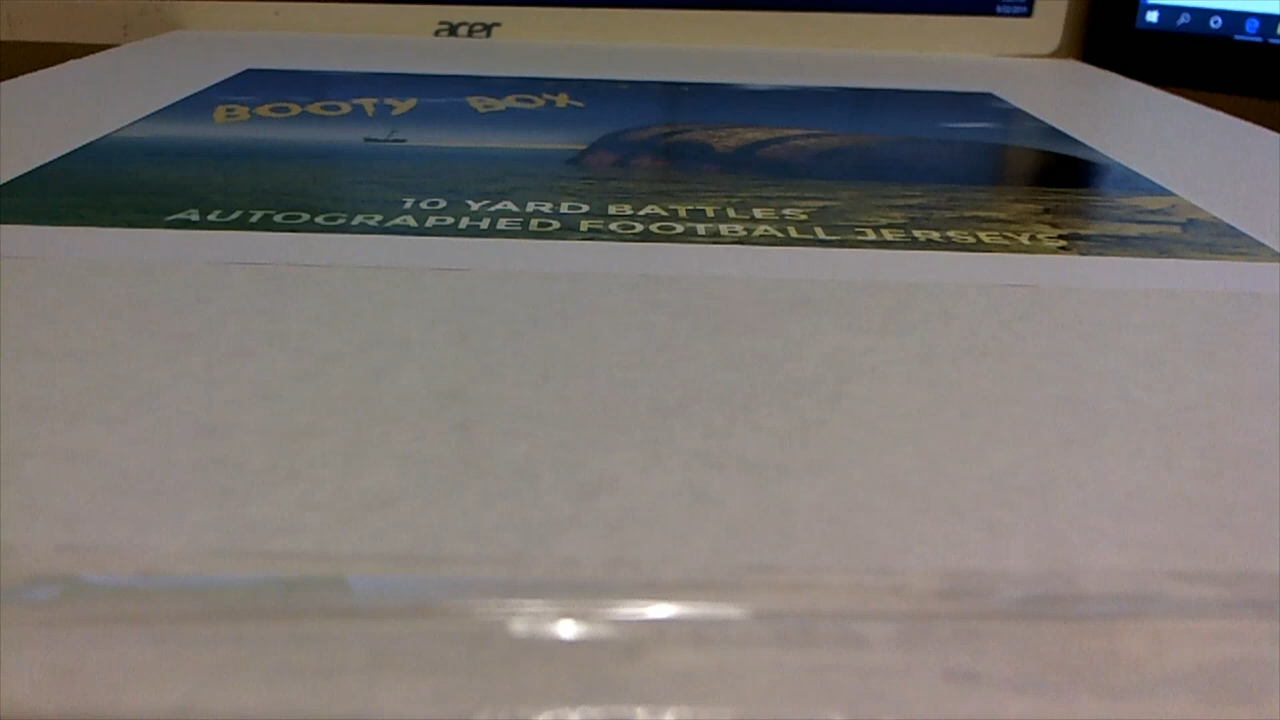 acer
BOOTY BOX
10 YARD BATTLES
AUTOGRAPHED FOOTBALL JERSEYS